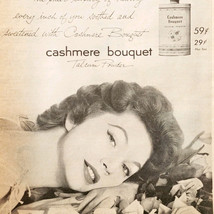 every inch of you soothed and
sweetened with Cashmere Bouquet
Cashmere
bouquet
59¢
29¢
cashmere bouquet
Talcum Powder